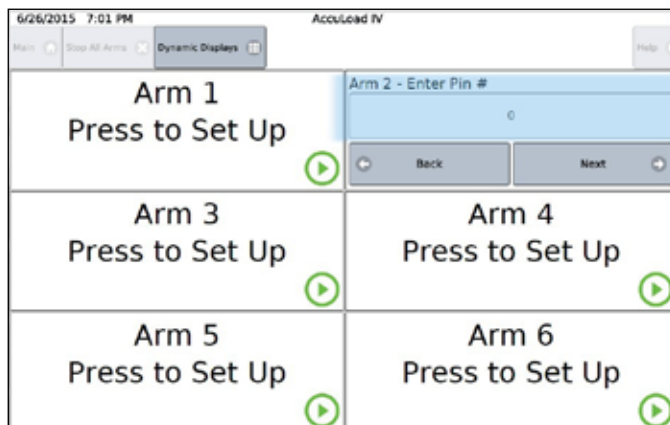 6/26/2015 7:01 PM AccuLoad IV
Main Stop All Arms Dynamic Displays Help
Arm 1
Press to Set Up
Arm 2 - Enter Pin #
0
Back Next
Arm 3
Press to Set Up
Arm 4
Press to Set Up
Arm 5
Press to Set Up
Arm 6
Press to Set Up